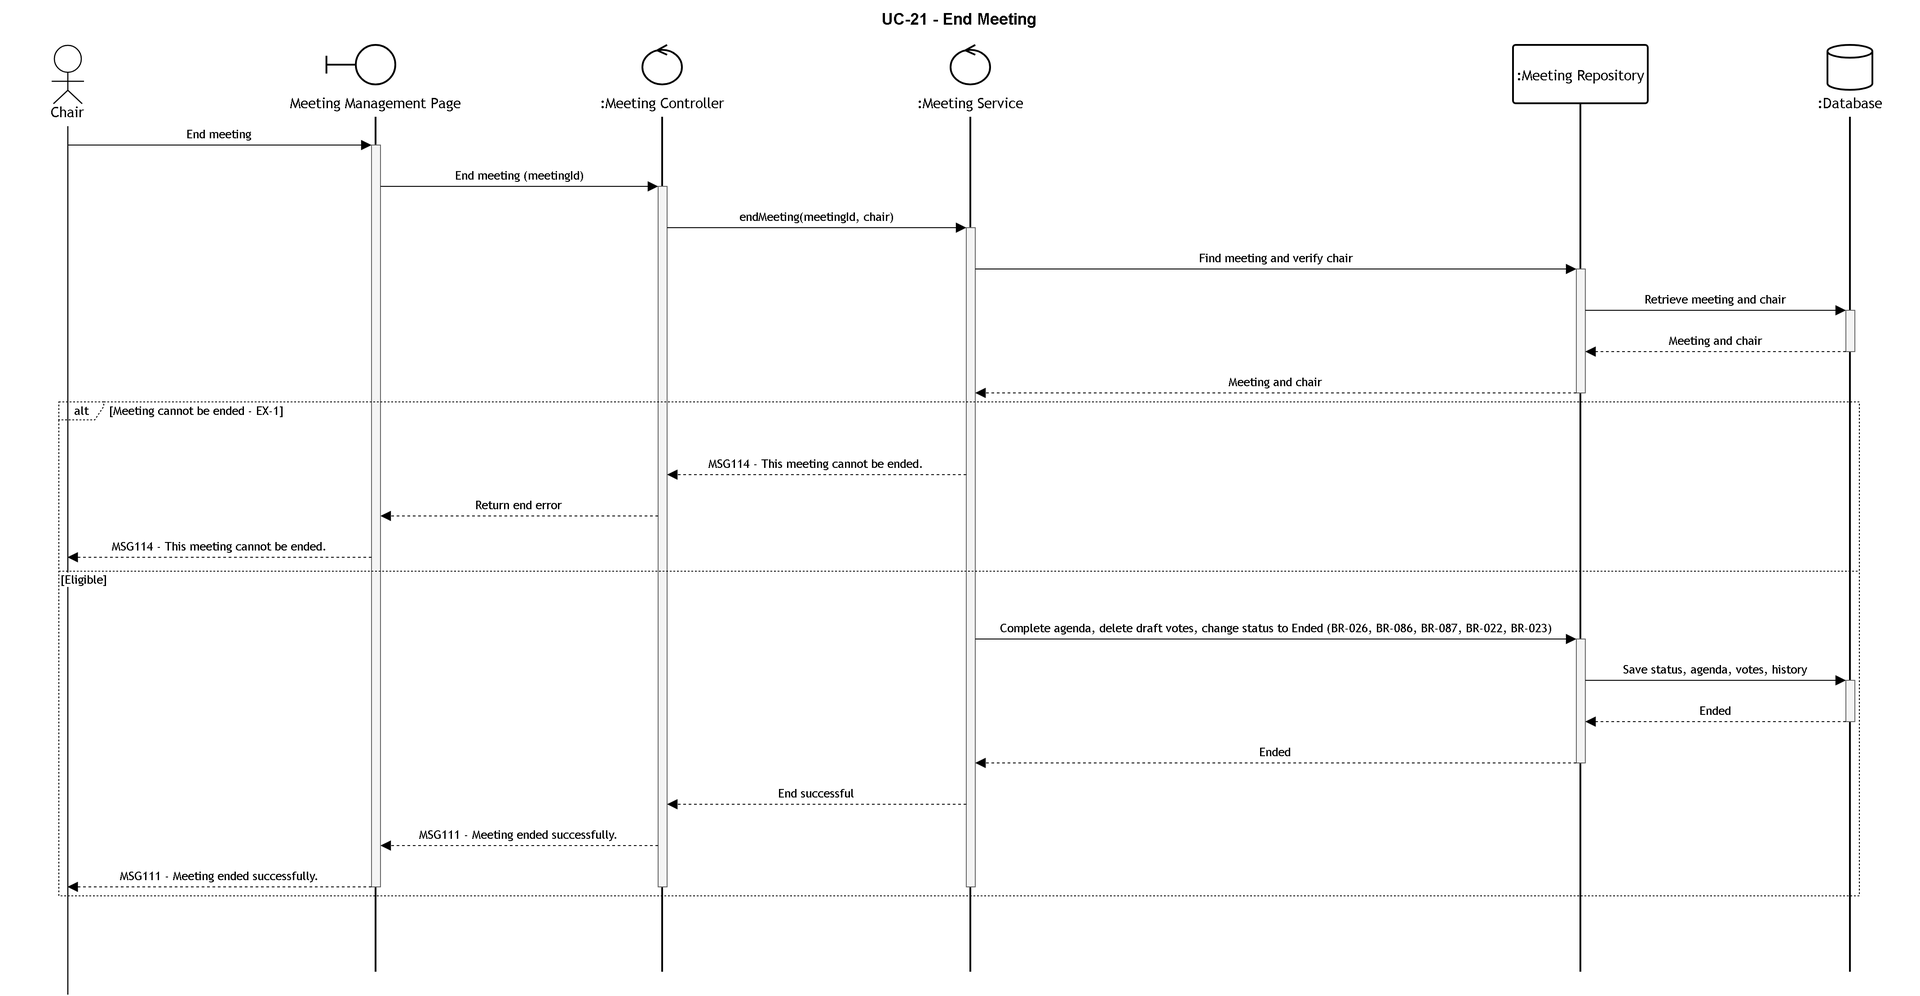 UC-21 - End Meeting
Chair
Meeting Management Page
:Meeting Controller
:Meeting Service
:Meeting Repository
:Database
End meeting
End meeting (meetingId)
endMeeting(meetingId, chair)
Find meeting and verify chair
Retrieve meeting and chair
Meeting and chair
Meeting and chair
alt [Meeting cannot be ended - EX-1]
MSG114 - This meeting cannot be ended.
Return end error
MSG114 - This meeting cannot be ended.
[Eligible]
Complete agenda, delete draft votes, change status to Ended (BR-026, BR-086, BR-087, BR-022, BR-023)
Save status, agenda, votes, history
Ended
Ended
End successful
MSG111 - Meeting ended successfully.
MSG111 - Meeting ended successfully.